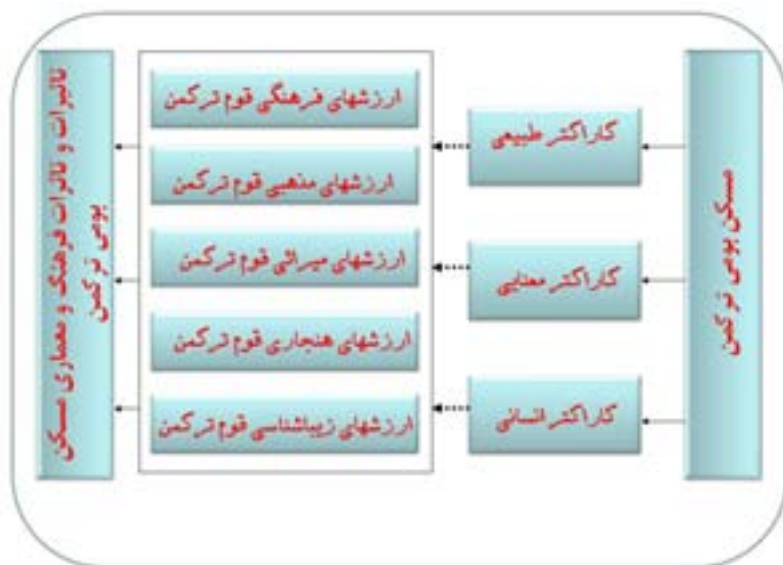 مسکن بومی ترکمن
کاراکتر طبیعی
کاراکتر معنایی
کاراکتر انسانی
ارزشهای فرهنگی قوم ترکمن
ارزشهای مذهبی قوم ترکمن
ارزشهای میراثی قوم ترکمن
ارزشهای هنجاری قوم ترکمن
ارزشهای زیباشناسی قوم ترکمن
تاثیرات و تاثرات فرهنگ و معماری مسکن
بومی ترکمن